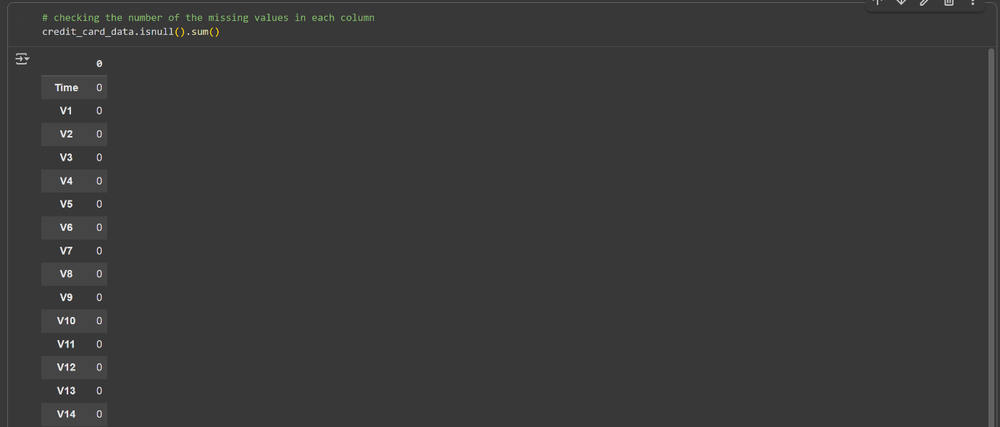 # checking the number of the missing values in each column
credit_card_data.isnull().sum()
0
Time 0
V1 0
V2 0
V3 0
V4 0
V5 0
V6 0
V7 0
V8 0
V9 0
V10 0
V11 0
V12 0
V13 0
V14 0